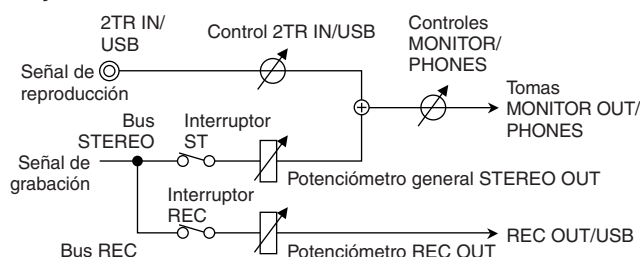 2TR IN/
USB
Control 2TR IN/USB
Controles
MONITOR/
PHONES
Señal de
reproducción
Tomas
MONITOR OUT/
PHONES
Bus
STEREO
Interruptor
ST
Señal de
grabación
Potenciómetro general STEREO OUT
Interruptor
REC
Bus REC
Potenciómetro REC OUT
REC OUT/USB